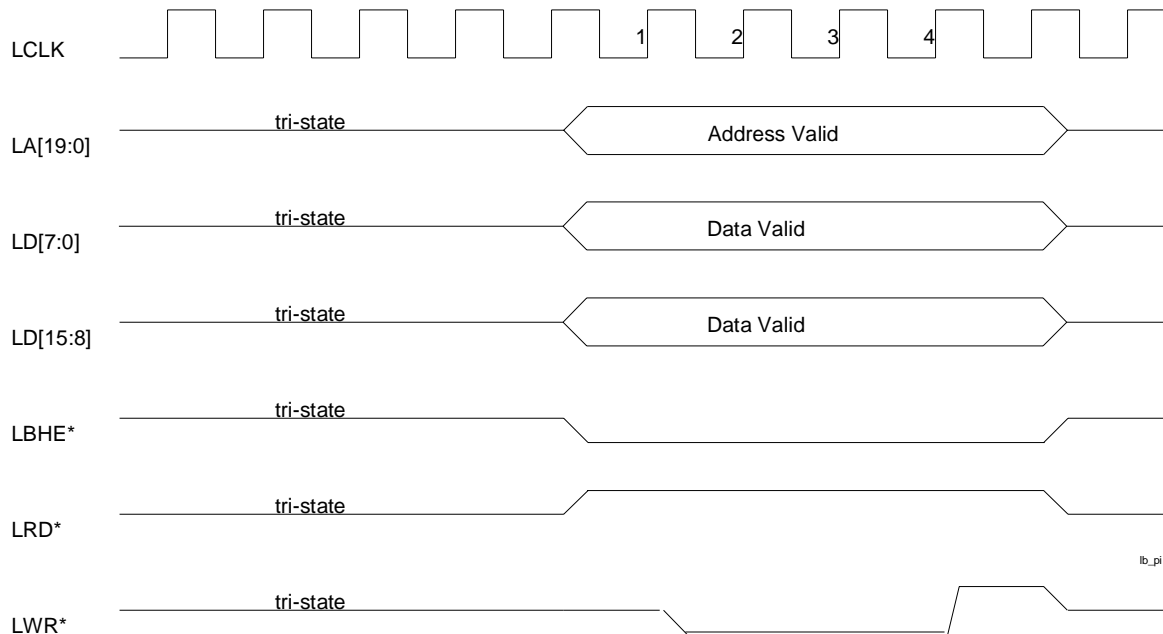 LCLK
1 2 3 4
LA[19:0]
tri-state
Address Valid
LD[7:0]
tri-state
Data Valid
LD[15:8]
tri-state
Data Valid
LBHE*
tri-state
LRD*
tri-state
lb_pi
LWR*
tri-state